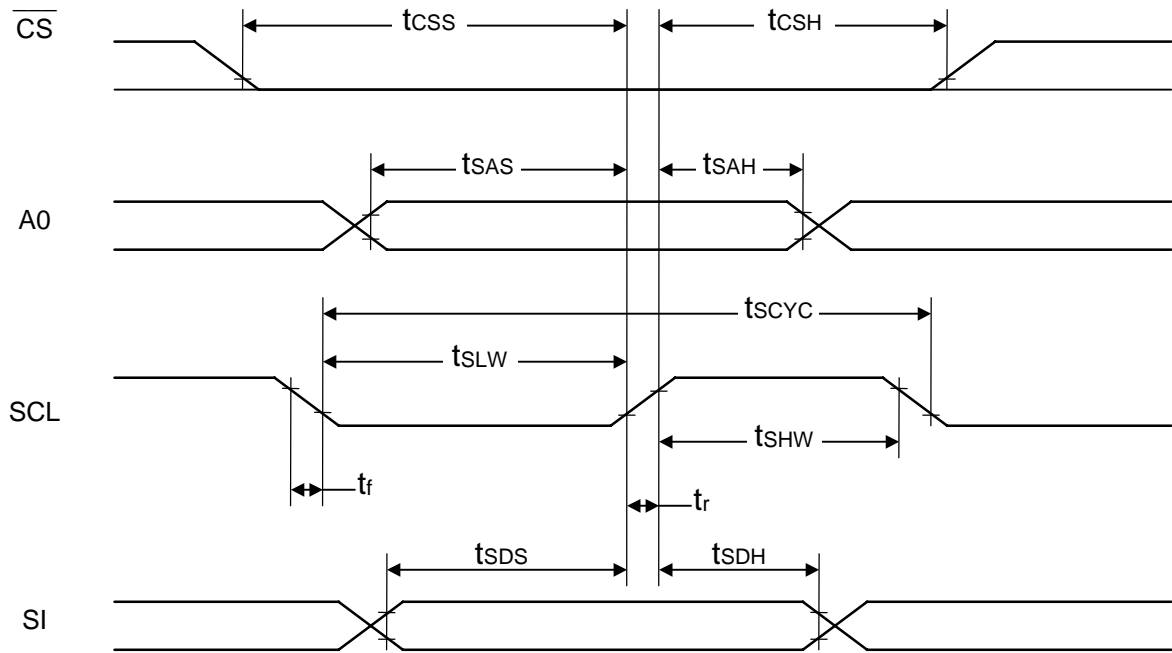 CS
tCSS
tCSH
tSAS
tSAH
A0
tSCYC
tSLW
SCL
tSHW
tf
tr
tSDS
tSDH
SI